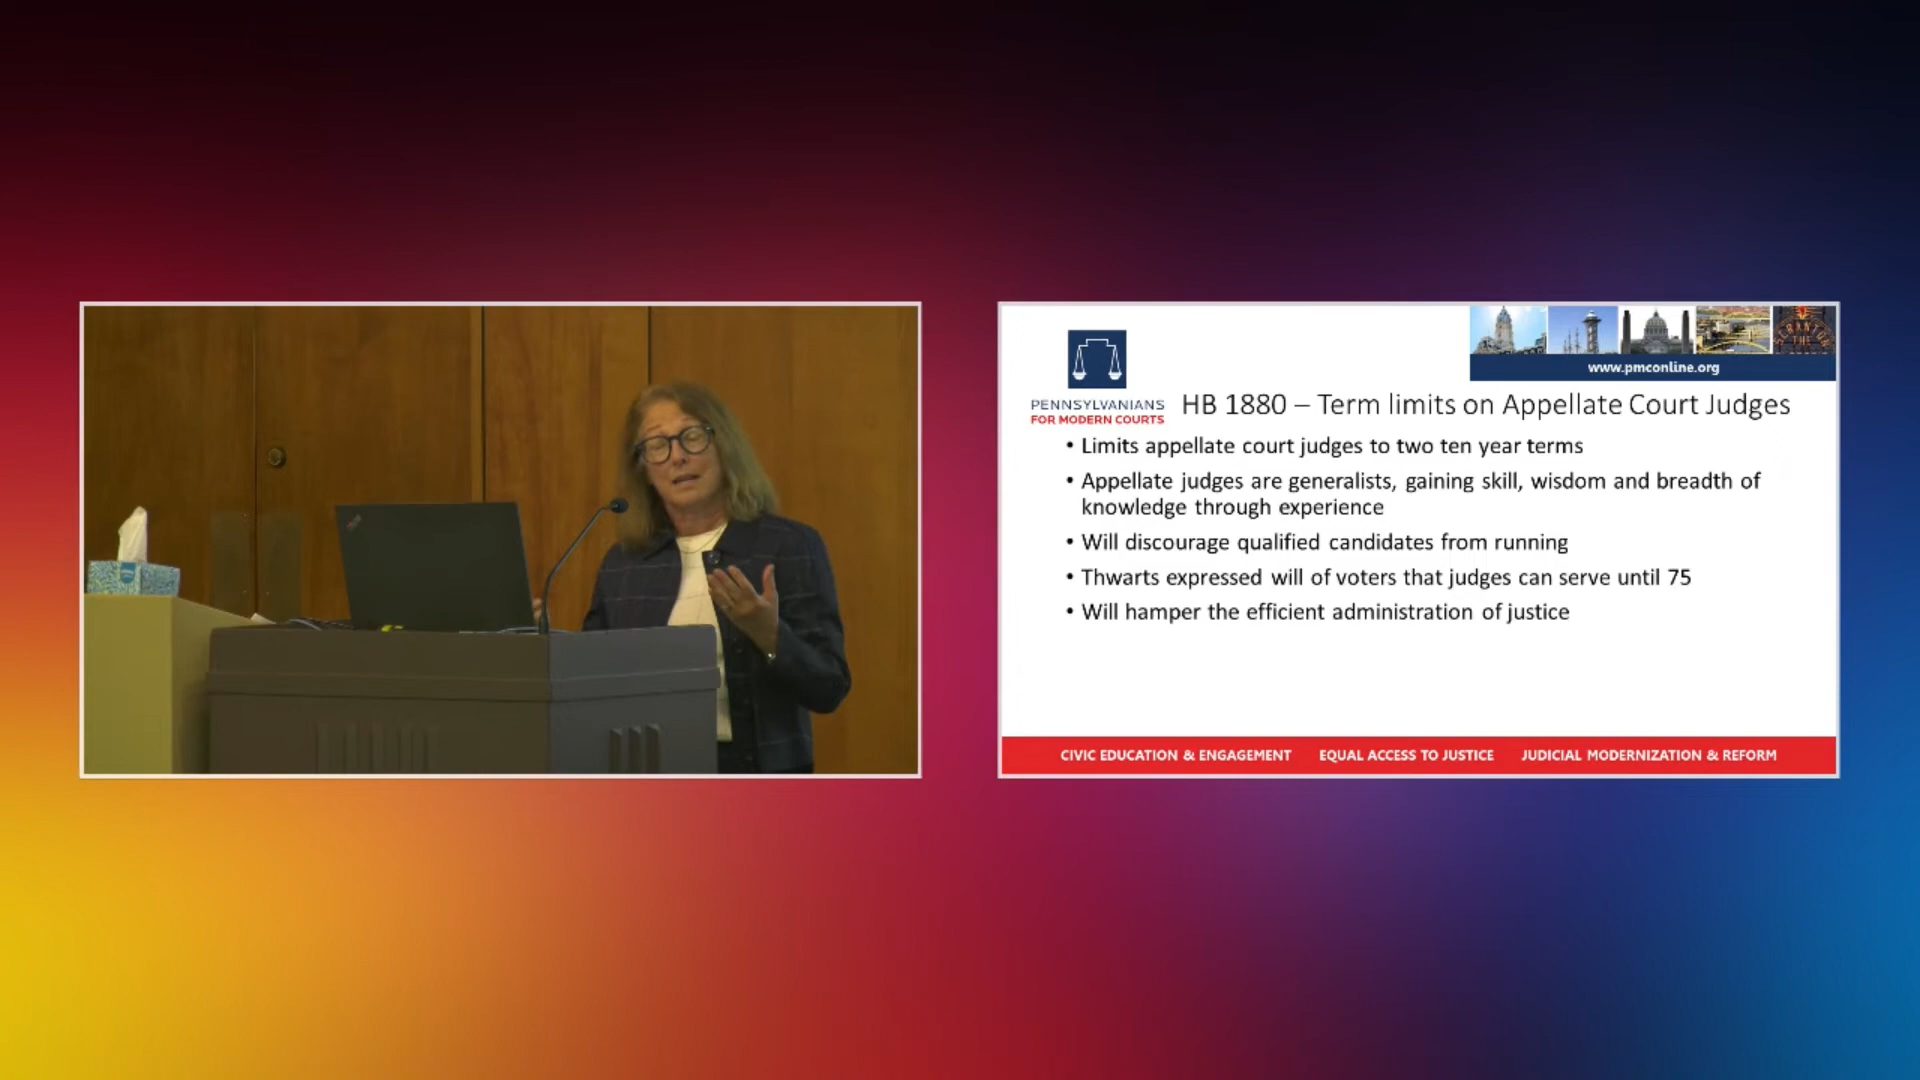 www.pmconline.org
PENNSYLVANIANS
FOR MODERN COURTS
HB 1880 – Term limits on Appellate Court Judges
• Limits appellate court judges to two ten year terms
• Appellate judges are generalists, gaining skill, wisdom and breadth of
knowledge through experience
• Will discourage qualified candidates from running
• Thwarts expressed will of voters that judges can serve until 75
• Will hamper the efficient administration of justice
CIVIC EDUCATION & ENGAGEMENT EQUAL ACCESS TO JUSTICE JUDICIAL MODERNIZATION & REFORM